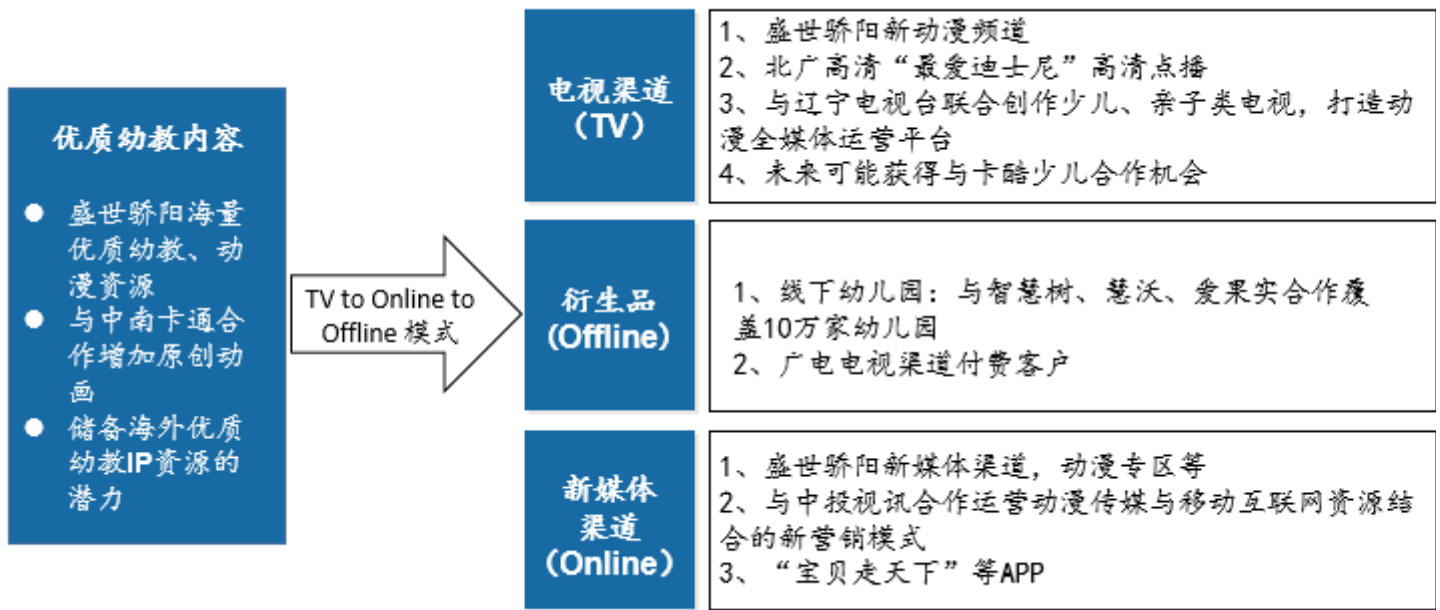 优质幼教内容
● 盛世骄阳海量
优质幼教、动
漫资源
● 与中南卡通合
作增加原创动
画
● 储备海外优质
幼教IP资源的
潜力
TV to Online to
Offline 模式
电视渠道
（TV）
1、盛世骄阳新动漫频道
2、北广高清“最爱迪士尼”高清点播
3、与辽宁电视台联合创作少儿、亲子类电视，打造动
漫全媒体运营平台
4、未来可能获得与卡酷少儿合作机会
衍生品
(Offline)
1、线下幼儿园：与智慧树、慧沃、爱果实合作覆
盖10万家幼儿园
2、广电电视渠道付费客户
新媒体
渠道
（Online）
1、盛世骄阳新媒体渠道，动漫专区等
2、与中投视讯合作运营动漫传媒与移动互联网资源结
合的新营销模式
3、“宝贝走天下”等APP